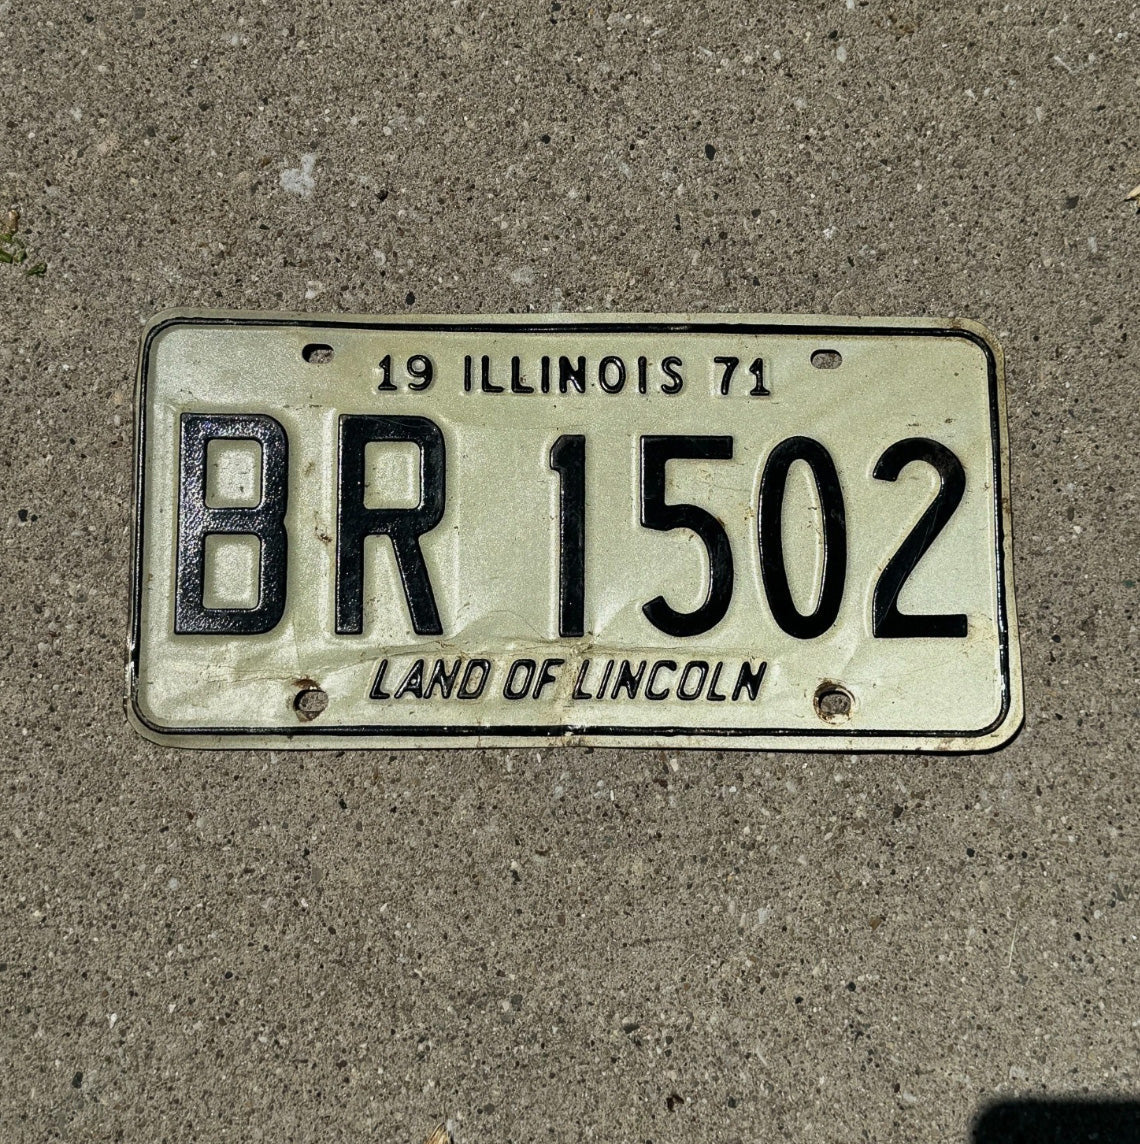 19 ILLINOIS 71
BR 1502
LAND OF LINCOLN